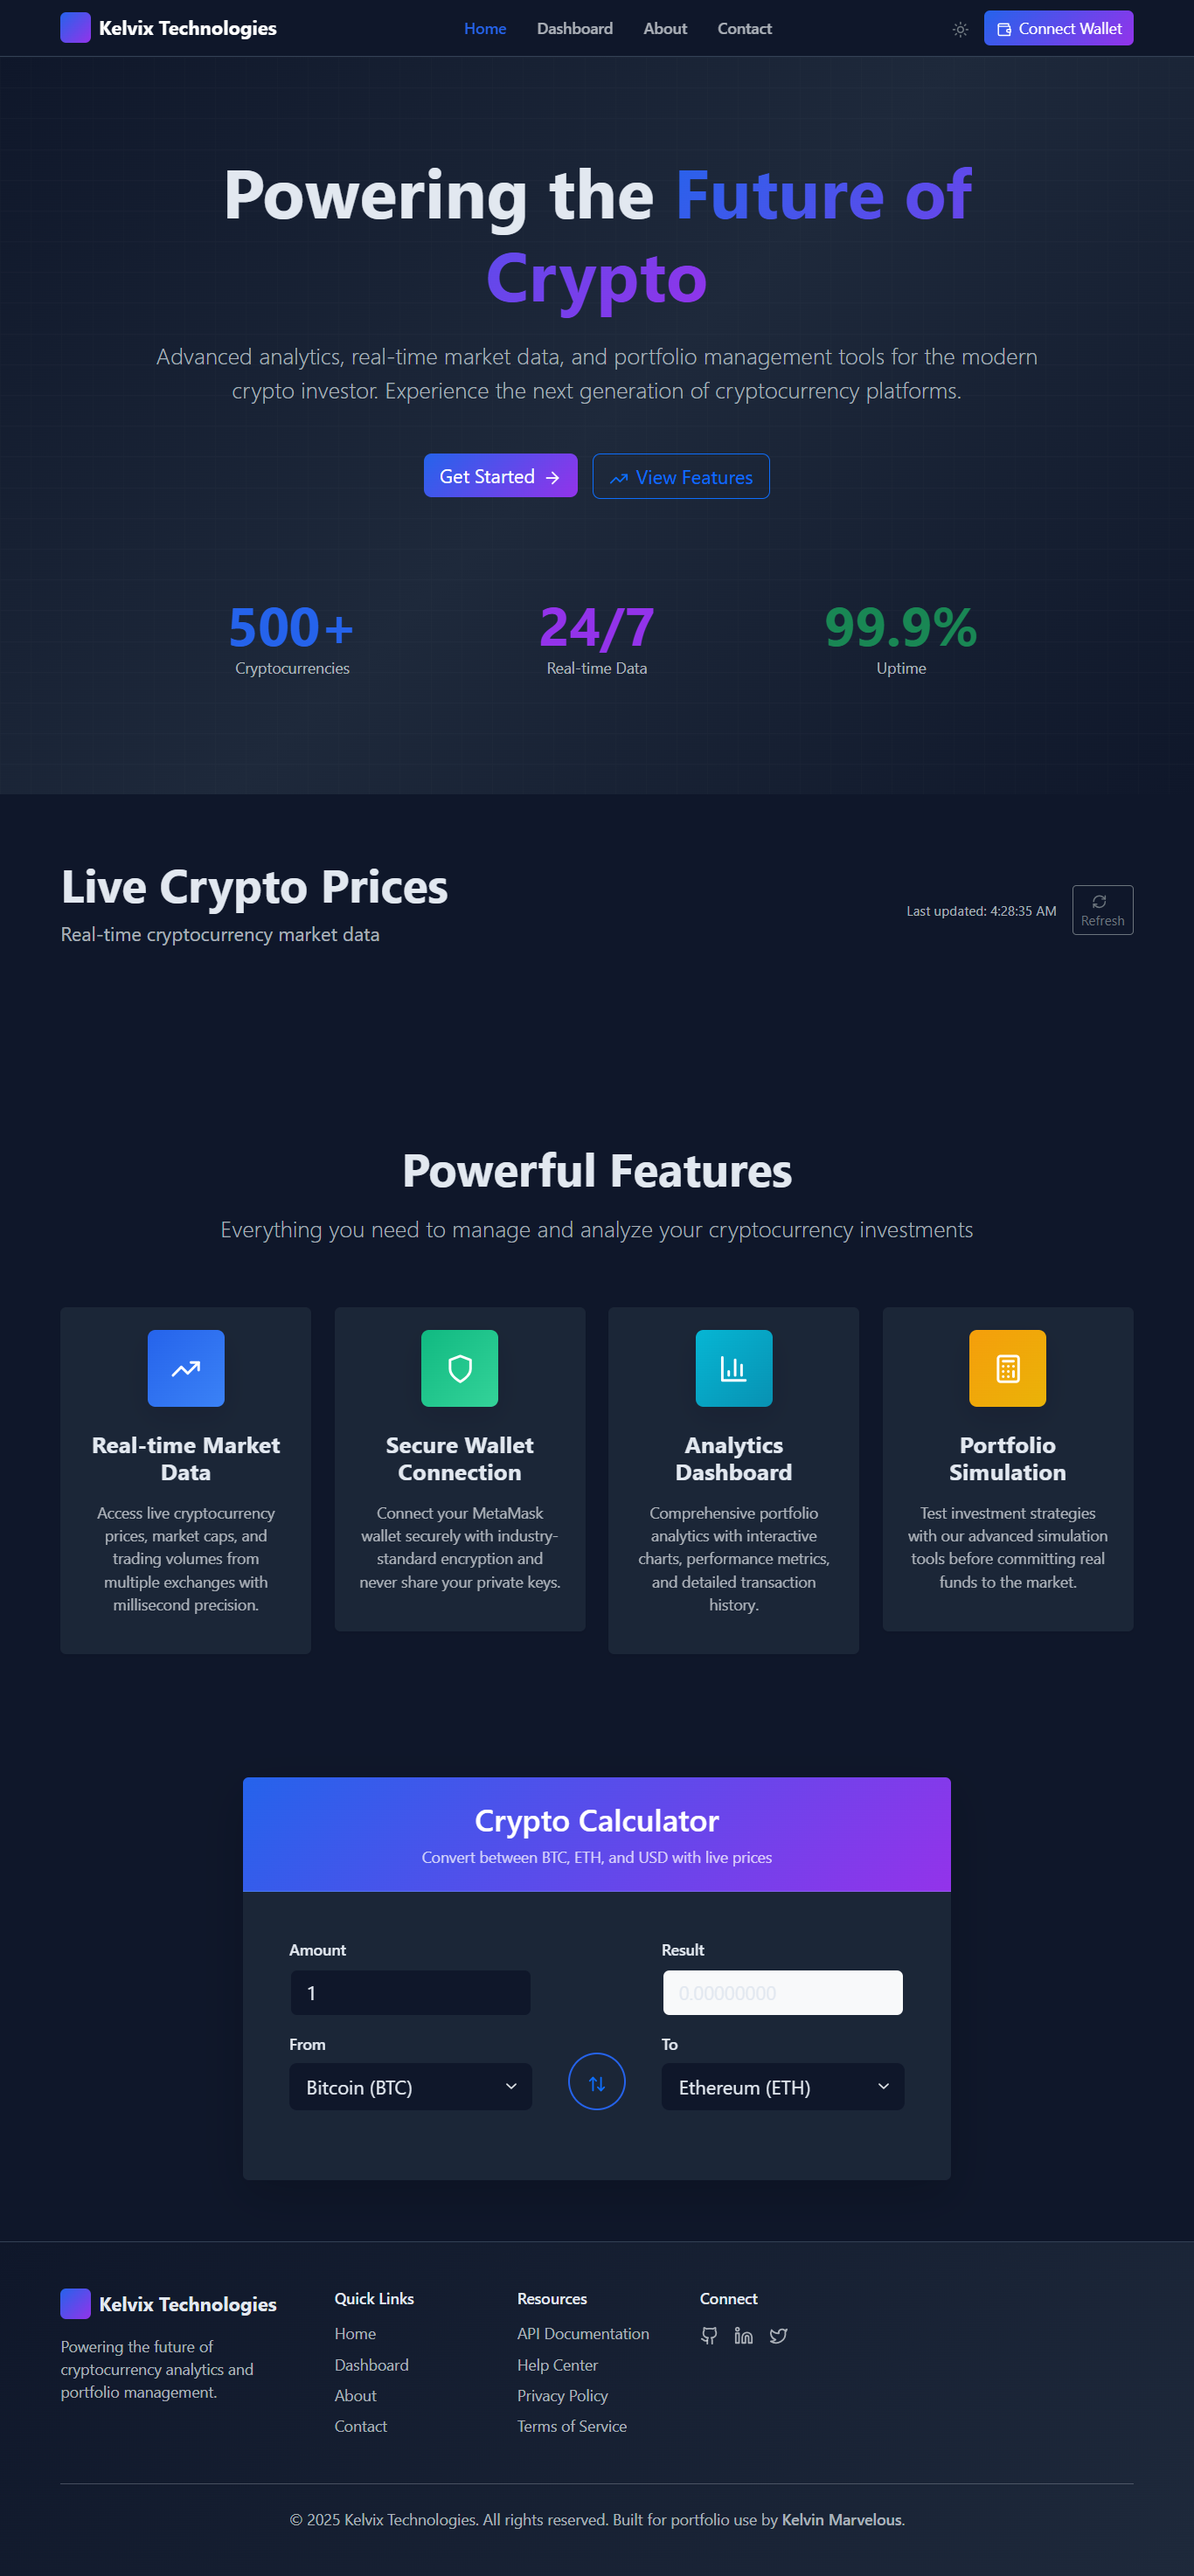 Kelvix Technologies
Home
Dashboard
About
Contact
Connect Wallet
Powering the Future of
Crypto
Advanced analytics, real-time market data, and portfolio management tools for the modern
crypto investor. Experience the next generation of cryptocurrency platforms.
Get Started
View Features
500+
Cryptocurrencies
24/7
Real-time Data
99.9%
Uptime
Live Crypto Prices
Real-time cryptocurrency market data
Last updated: 4:28:35 AM
Refresh
Powerful Features
Everything you need to manage and analyze your cryptocurrency investments
Real-time Market
Data
Access live cryptocurrency
prices, market caps, and
trading volumes from
multiple exchanges with
millisecond precision.
Secure Wallet
Connection
Connect your MetaMask
wallet securely with industry-
standard encryption and
never share your private keys.
Analytics
Dashboard
Comprehensive portfolio
analytics with interactive
charts, performance metrics,
and detailed transaction
history.
Portfolio
Simulation
Test investment strategies
with our advanced simulation
tools before committing real
funds to the market.
Crypto Calculator
Convert between BTC, ETH, and USD with live prices
Amount
1
From
Bitcoin (BTC)
Result
0.00000000
To
Ethereum (ETH)
Kelvix Technologies
Powering the future of
cryptocurrency analytics and
portfolio management.
Quick Links
Home
Dashboard
About
Contact
Resources
API Documentation
Help Center
Privacy Policy
Terms of Service
Connect
© 2025 Kelvix Technologies. All rights reserved. Built for portfolio use by Kelvin Marvelous.